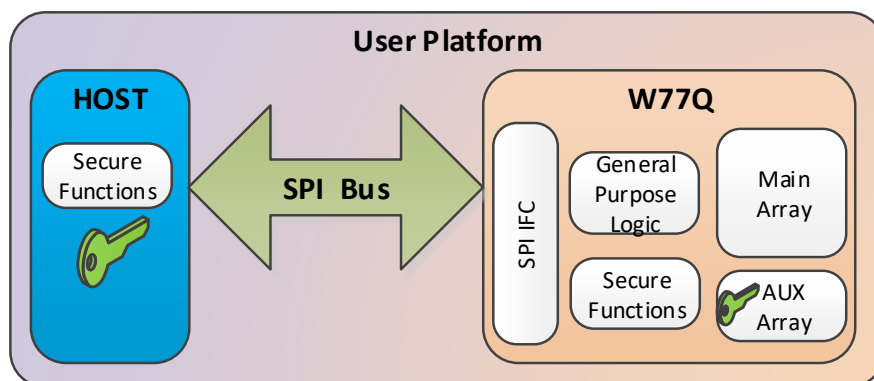 User Platform
HOST
Secure
Functions
SPI Bus
W77Q
SPI IFC
General
Purpose
Logic
Main
Array
Secure
Functions
AUX
Array